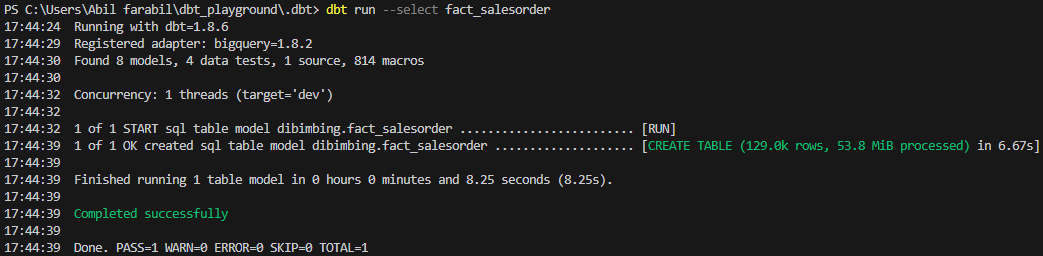 PS C:\Users\Abil farabil\dbt_playground\.dbt> dbt run --select fact_salesorder
17:44:24  Running with dbt=1.8.6
17:44:29  Registered adapter: bigquery=1.8.2
17:44:30  Found 8 models, 4 data tests, 1 source, 814 macros
17:44:30
17:44:32  Concurrency: 1 threads (target='dev')
17:44:32
17:44:32  1 of 1 START sql table model dibimbing.fact_salesorder ......................... [RUN]
17:44:39  1 of 1 OK created sql table model dibimbing.fact_salesorder .................... [CREATE TABLE (129.0k rows, 53.8 MiB processed) in 6.67s]
17:44:39
17:44:39  Finished running 1 table model in 0 hours 0 minutes and 8.25 seconds (8.25s).
17:44:39
17:44:39  Completed successfully
17:44:39
17:44:39  Done. PASS=1 WARN=0 ERROR=0 SKIP=0 TOTAL=1